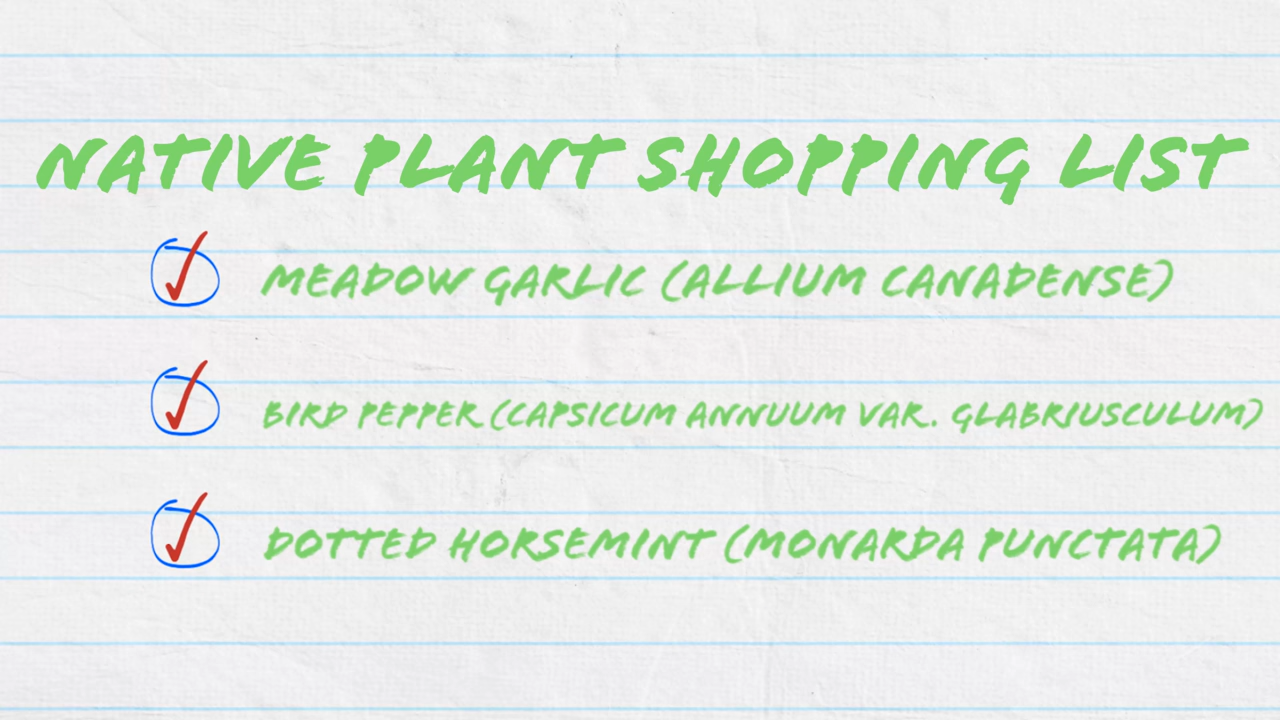 NATIVE PLANT SHOPPING LIST
MEADOW GARLIC (ALLIUM CANADENSE)
BIRD PEPPER (CAPSICUM ANNUUM VAR. GLABRIUSCULUM)
DOTTED HORSEMINT (MONARDA PUNCTATA)